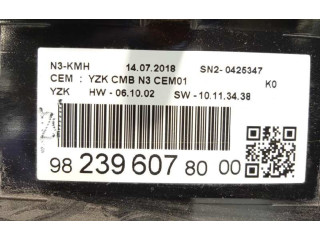 N3-KMH 14.07.2018 SN2- 0425347
CEM : YZK CMB N3 CEM01 K0
YZK HW - 06.10.02 SW - 10.11.34.38
98 239 607 80 00